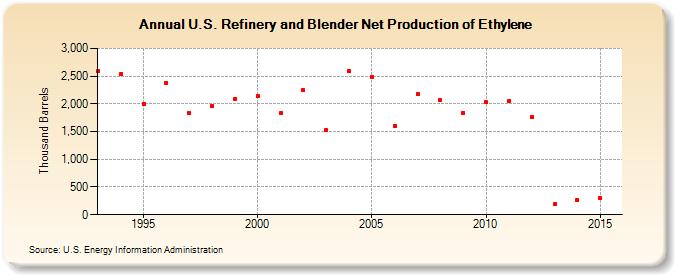 Annual U.S. Refinery and Blender Net Production of Ethylene
Thousand Barrels
3,000
2,500
2,000
1,500
1,000
500
0
1995 2000 2005 2010 2015
Source: U.S. Energy Information Administration